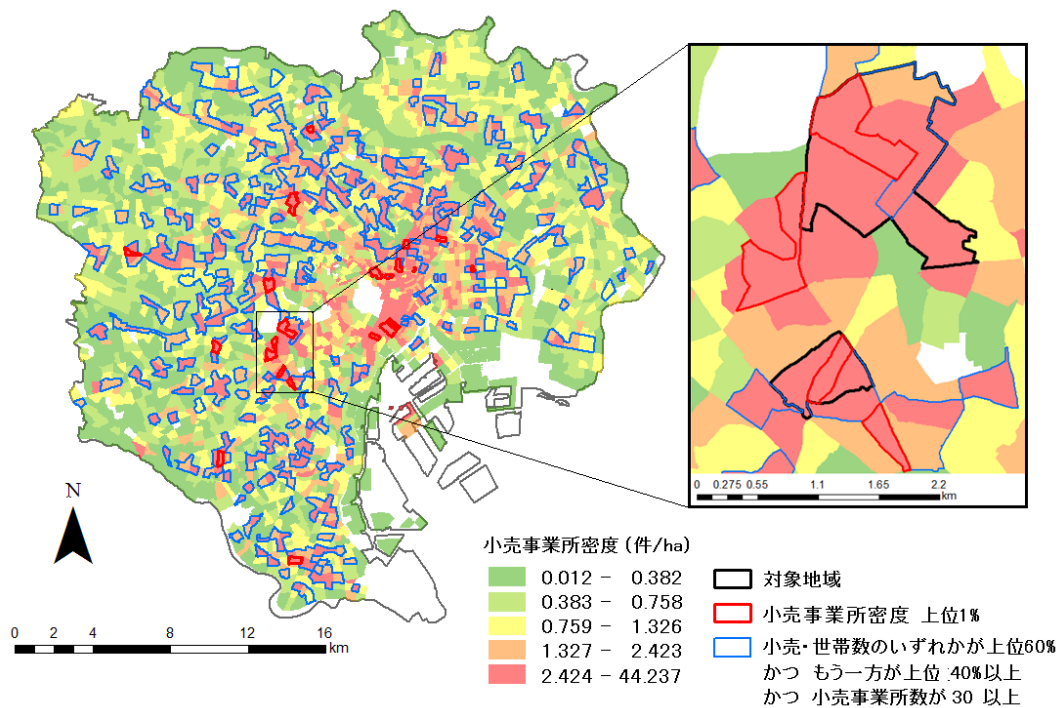 0 0.275 0.55 1.1 1.65 2.2
km
N
0 2 4 8 12 16
km
小売事業所密度 (件/ha)
0.012 - 0.382
0.383 - 0.758
0.759 - 1.326
1.327 - 2.423
2.424 - 44.237
対象地域
小売事業所密度 上位1%
小売・世帯数のいずれかが上位60%
かつ もう一方が上位 40%以上
かつ 小売事業所数が 30 以上